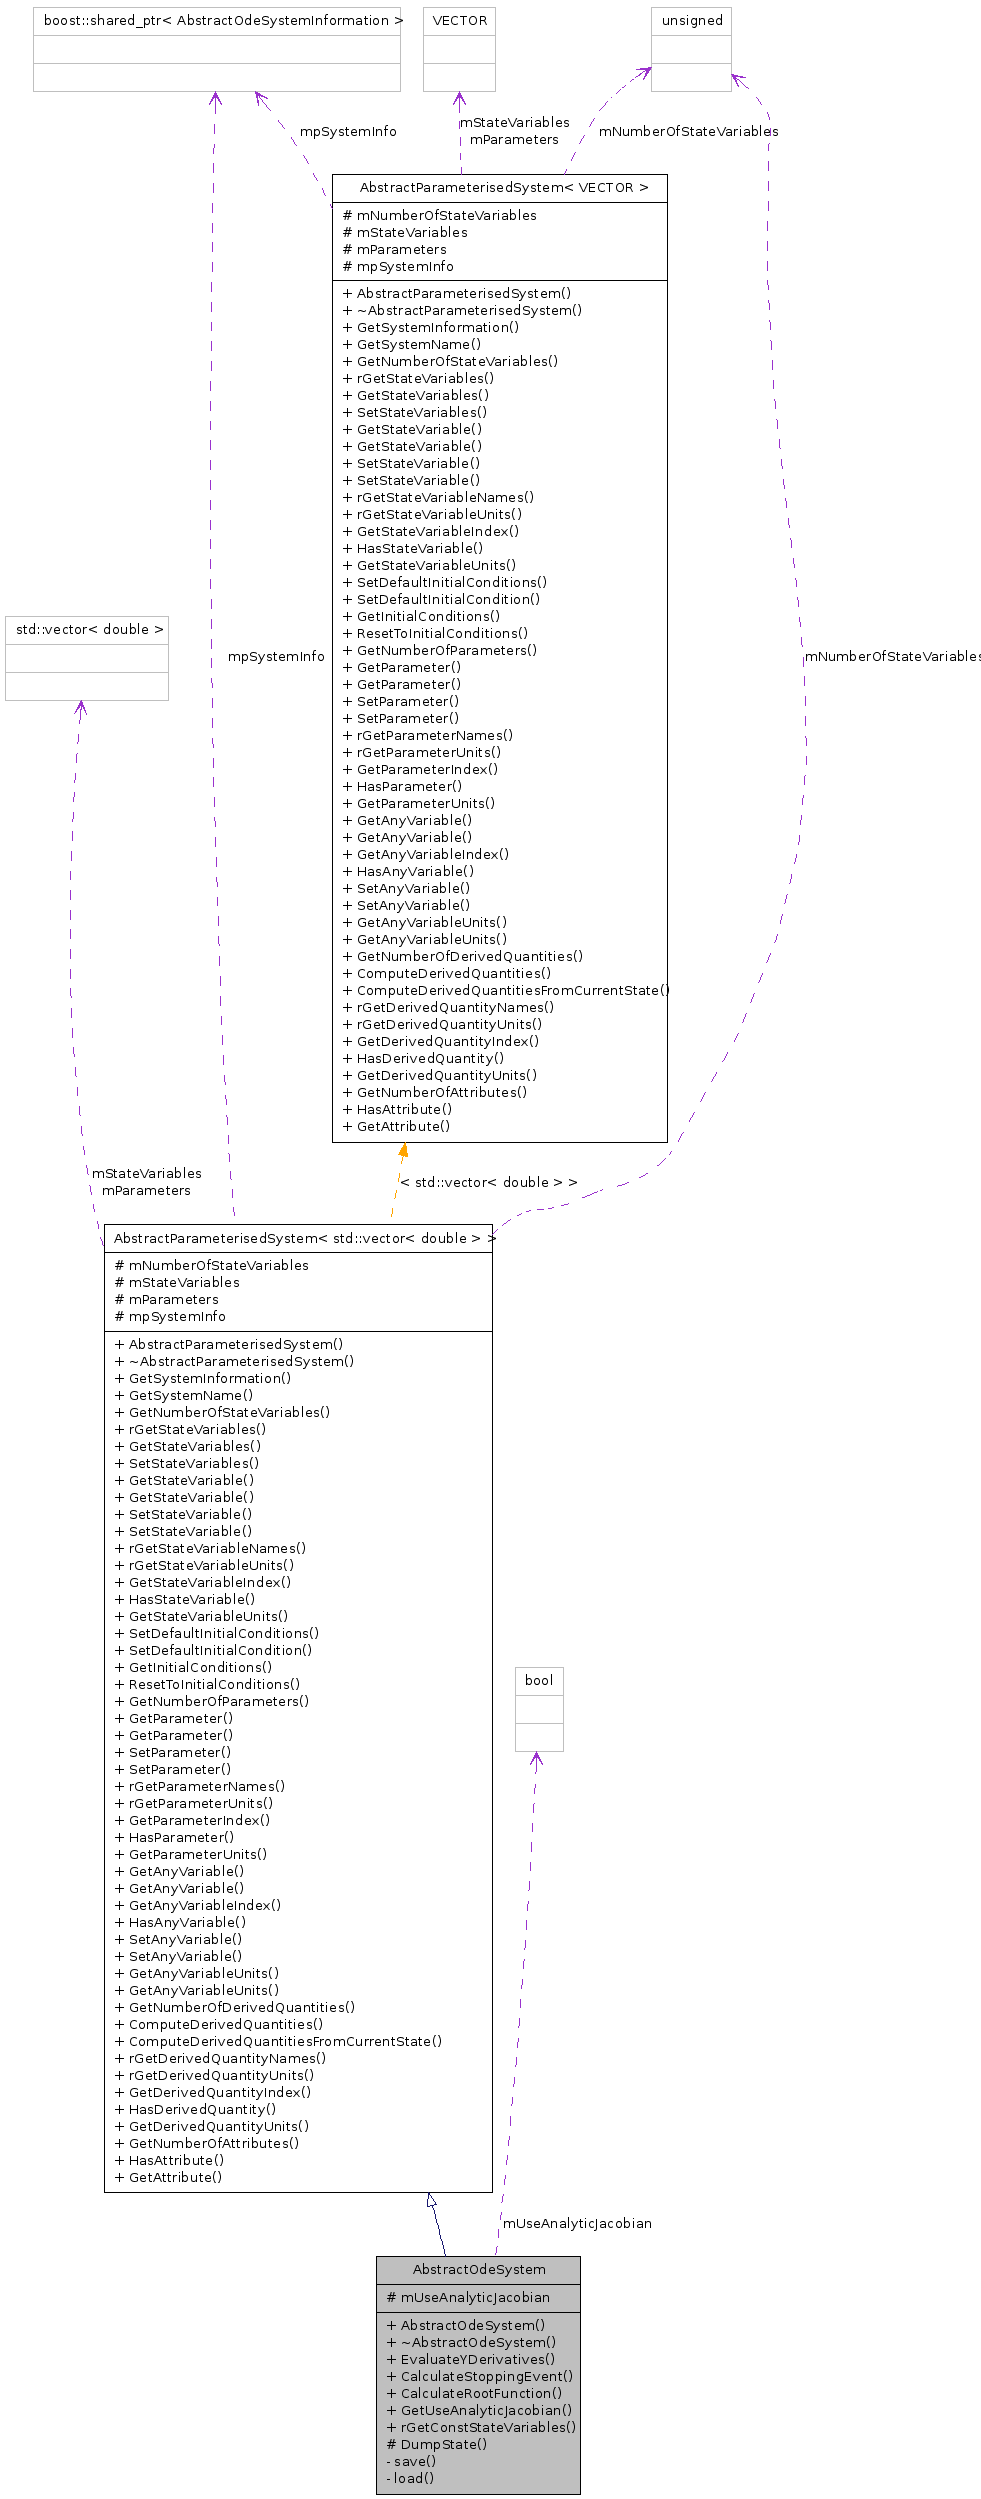 boost::shared_ptr< AbstractOdeSystemInformation >
VECTOR
unsigned
mpSystemInfo
mStateVariables
mParameters
mNumberOfStateVariables
AbstractParameterisedSystem< VECTOR >
# mNumberOfStateVariables
# mStateVariables
# mParameters
# mpSystemInfo
+ AbstractParameterisedSystem()
+ ~AbstractParameterisedSystem()
+ GetSystemInformation()
+ GetSystemName()
+ GetNumberOfStateVariables()
+ rGetStateVariables()
+ GetStateVariables()
+ SetStateVariables()
+ GetStateVariable()
+ GetStateVariable()
+ SetStateVariable()
+ SetStateVariable()
+ rGetStateVariableNames()
+ rGetStateVariableUnits()
+ GetStateVariableIndex()
+ HasStateVariable()
+ GetStateVariableUnits()
+ SetDefaultInitialConditions()
+ SetDefaultInitialCondition()
+ GetInitialConditions()
+ ResetToInitialConditions()
+ GetNumberOfParameters()
+ GetParameter()
+ GetParameter()
+ SetParameter()
+ SetParameter()
+ rGetParameterNames()
+ rGetParameterUnits()
+ GetParameterIndex()
+ HasParameter()
+ GetParameterUnits()
+ GetAnyVariable()
+ GetAnyVariable()
+ GetAnyVariableIndex()
+ HasAnyVariable()
+ SetAnyVariable()
+ SetAnyVariable()
+ GetAnyVariableUnits()
+ GetAnyVariableUnits()
+ GetNumberOfDerivedQuantities()
+ ComputeDerivedQuantities()
+ ComputeDerivedQuantitiesFromCurrentState()
+ rGetDerivedQuantityNames()
+ rGetDerivedQuantityUnits()
+ GetDerivedQuantityIndex()
+ HasDerivedQuantity()
+ GetDerivedQuantityUnits()
+ GetNumberOfAttributes()
+ HasAttribute()
+ GetAttribute()
std::vector< double >
mpSystemInfo
mNumberOfStateVariables
mStateVariables
mParameters
< std::vector< double > >
AbstractParameterisedSystem< std::vector< double > >
# mNumberOfStateVariables
# mStateVariables
# mParameters
# mpSystemInfo
+ AbstractParameterisedSystem()
+ ~AbstractParameterisedSystem()
+ GetSystemInformation()
+ GetSystemName()
+ GetNumberOfStateVariables()
+ rGetStateVariables()
+ GetStateVariables()
+ SetStateVariables()
+ GetStateVariable()
+ GetStateVariable()
+ SetStateVariable()
+ SetStateVariable()
+ rGetStateVariableNames()
+ rGetStateVariableUnits()
+ GetStateVariableIndex()
+ HasStateVariable()
+ GetStateVariableUnits()
+ SetDefaultInitialConditions()
+ SetDefaultInitialCondition()
+ GetInitialConditions()
+ ResetToInitialConditions()
+ GetNumberOfParameters()
+ GetParameter()
+ GetParameter()
+ SetParameter()
+ SetParameter()
+ rGetParameterNames()
+ rGetParameterUnits()
+ GetParameterIndex()
+ HasParameter()
+ GetParameterUnits()
+ GetAnyVariable()
+ GetAnyVariable()
+ GetAnyVariableIndex()
+ HasAnyVariable()
+ SetAnyVariable()
+ SetAnyVariable()
+ GetAnyVariableUnits()
+ GetAnyVariableUnits()
+ GetNumberOfDerivedQuantities()
+ ComputeDerivedQuantities()
+ ComputeDerivedQuantitiesFromCurrentState()
+ rGetDerivedQuantityNames()
+ rGetDerivedQuantityUnits()
+ GetDerivedQuantityIndex()
+ HasDerivedQuantity()
+ GetDerivedQuantityUnits()
+ GetNumberOfAttributes()
+ HasAttribute()
+ GetAttribute()
bool
mUseAnalyticJacobian
AbstractOdeSystem
# mUseAnalyticJacobian
+ AbstractOdeSystem()
+ ~AbstractOdeSystem()
+ EvaluateYDerivatives()
+ CalculateStoppingEvent()
+ CalculateRootFunction()
+ GetUseAnalyticJacobian()
+ rGetConstStateVariables()
# DumpState()
- save()
- load()